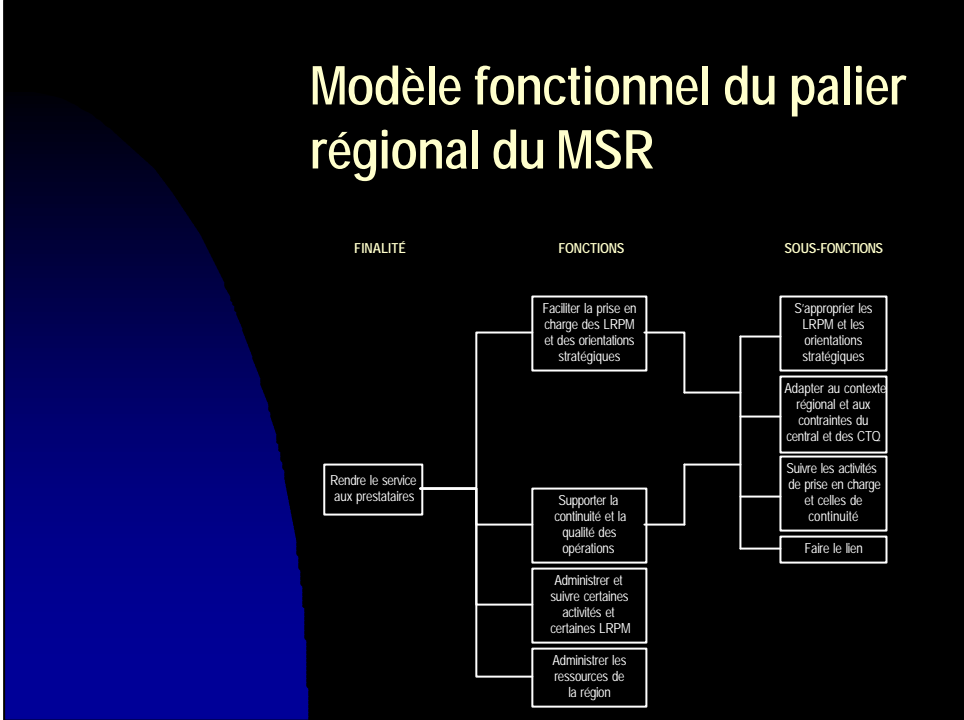 Modèle fonctionnel du palier
régional du MSR
FINALITÉ
FONCTIONS
SOUS-FONCTIONS
Rendre le service
aux prestataires
Faciliter la prise en
charge des LRPM
et des orientations
stratégiques
Supporter la
continuité et la
qualité des
opérations
Administrer et
suivre certaines
activités et
certaines LRPM
Administrer les
ressources de
la région
S'approprier les
LRPM et les
orientations
stratégiques
Adapter au contexte
régional et aux
contraintes du
central et des CTQ
Suivre les activités
de prise en charge
et celles de
continuité
Faire le lien